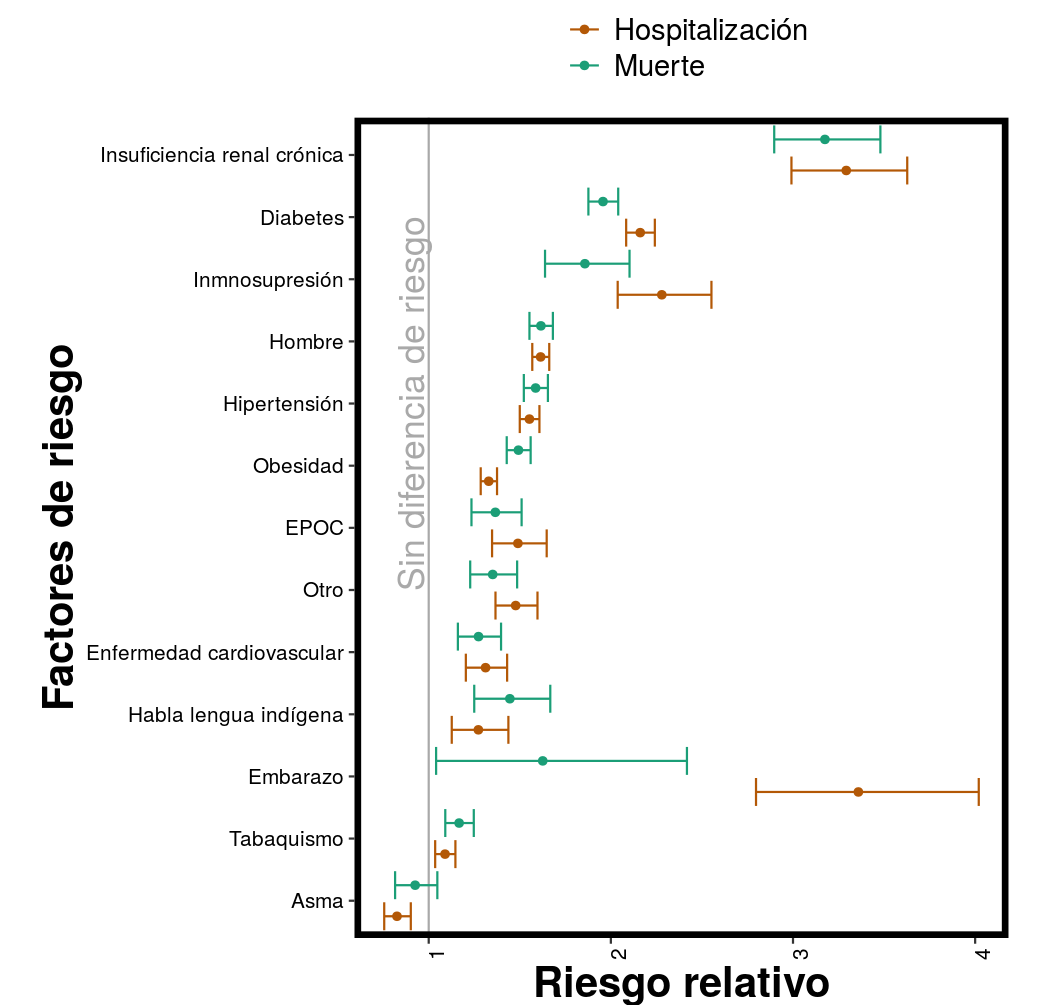 Hospitalización
Muerte
Insuficiencia renal crónica
Diabetes
Inmnosupresión
Hombre
Hipertensión
Obesidad
EPOC
Otro
Enfermedad cardiovascular
Habla lengua indígena
Embarazo
Tabaquismo
Asma
Factores de riesgo
Sin diferencia de riesgo
1
2
3
4
Riesgo relativo